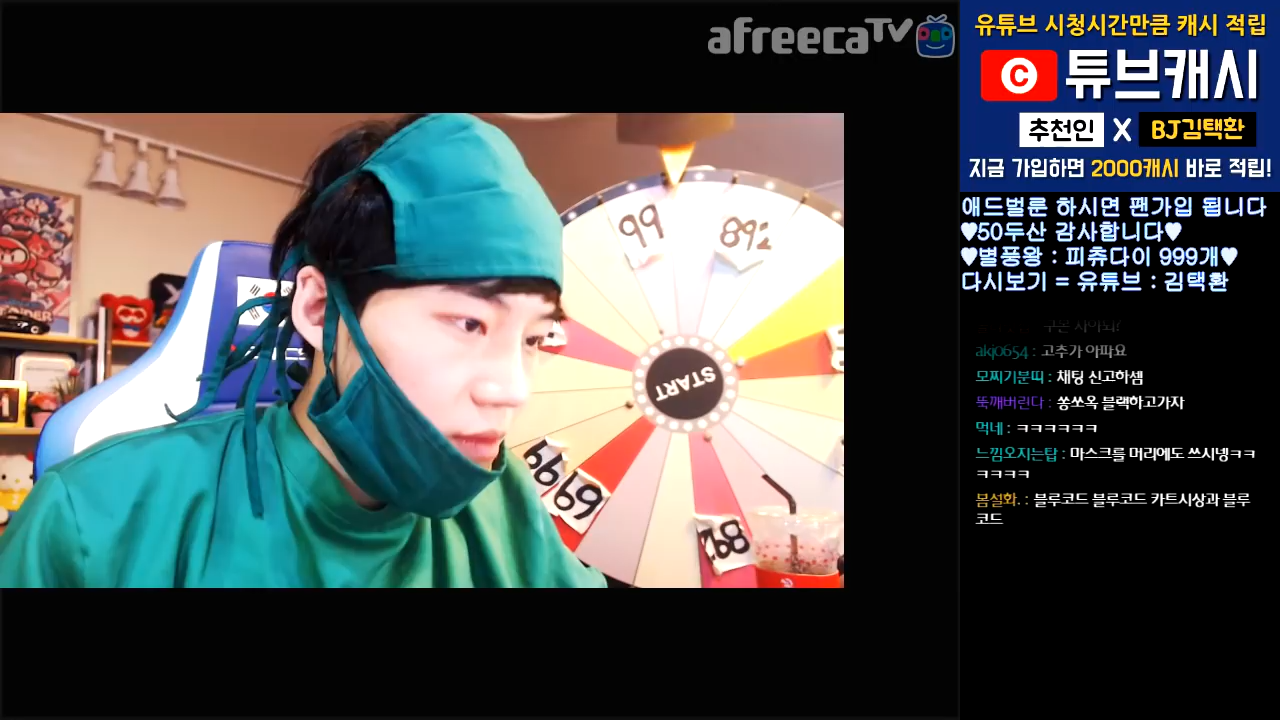 afreecaTV
유튜브 시청시간만큼 캐시 적립
C 튜브캐시
추천인 X BJ김택환
지금 가입하면 2000캐시 바로 적립!
애드벌룬 하시면 팬가입 됩니다
♥50두산 감사합니다♥
♥별풍왕 : 피츄다이 999개♥
다시보기 = 유튜브 : 김택환
akj0654 : 고추가 아파요
모찌기분띠 : 채팅 신고하셈
뚝깨버린다 : 쏭쏘옥 블랙하고가자
먹네 : ㅋㅋㅋㅋㅋㅋ
느낌오지는탑 : 마스크를 머리에도 쓰시넹ㅋㅋ
ㅋㅋㅋㅋ
봄설화. : 블루코드 블루코드 카트시상과 블루
코드
99
892
START